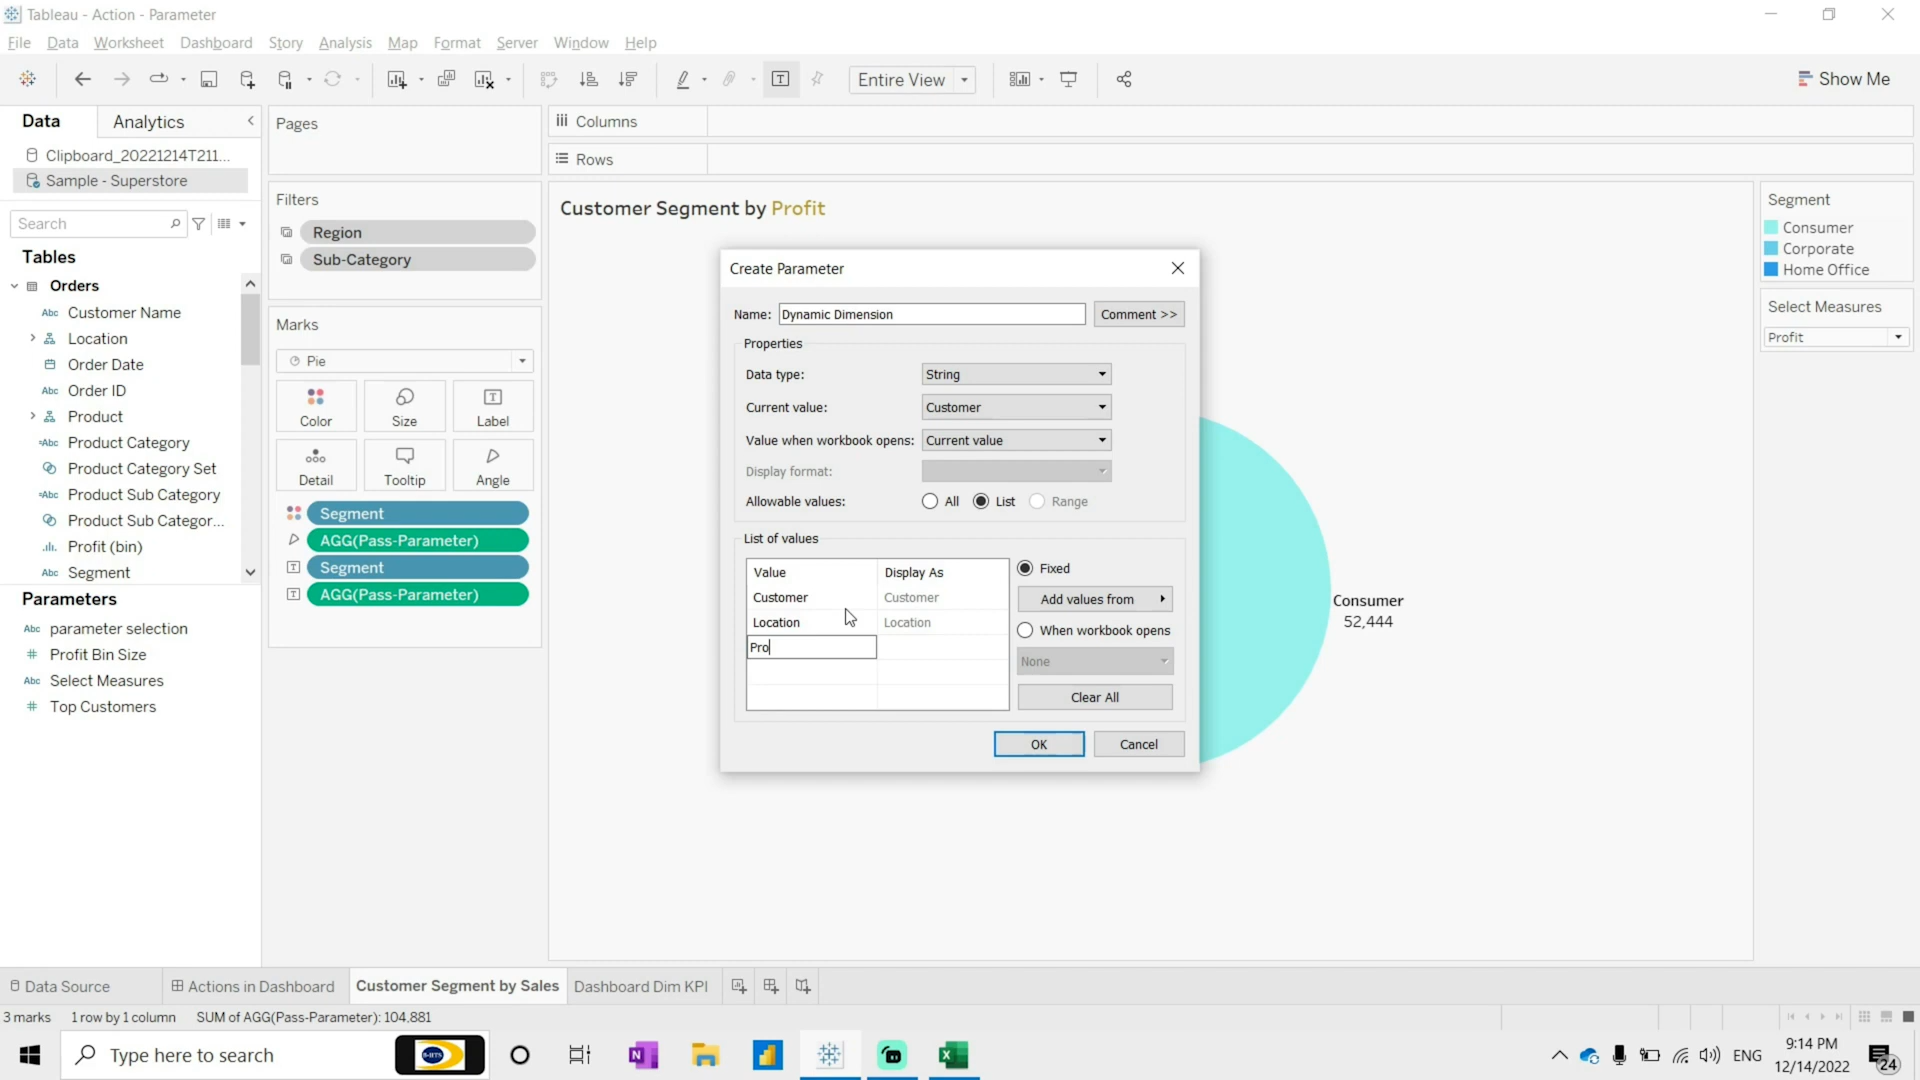 Tableau - Action - Parameter
File Data Worksheet Dashboard Story Analysis Map Format Server Window Help
Entire View
Show Me
Data Analytics
Clipboard_20221214T211...
Sample - Superstore
Search
Tables
Orders
Abc Customer Name
Location
Order Date
Abc Order ID
Product
=Abc Product Category
Product Category Set
=Abc Product Sub Category
Product Sub Categor...
Profit (bin)
Abc Segment
Parameters
Abc parameter selection
# Profit Bin Size
Abc Select Measures
# Top Customers
Pages
Filters
Region
Sub-Category
Marks
Pie
Color Size Label
Detail Tooltip Angle
Segment
AGG(Pass-Parameter)
Segment
AGG(Pass-Parameter)
Columns
Rows
Customer Segment by Profit
Create Parameter
Name: Dynamic Dimension Comment >>
Properties
Data type: String
Current value: Customer
Value when workbook opens: Current value
Display format:
Allowable values: All List Range
List of values
Value Display As
Customer Customer
Location Location
Pro
Fixed
Add values from
When workbook opens
None
Clear All
OK Cancel
Consumer
52,444
Segment
Consumer
Corporate
Home Office
Select Measures
Profit
Data Source Actions in Dashboard Customer Segment by Sales Dashboard Dim KPI
3 marks 1 row by 1 column SUM of AGG(Pass-Parameter): 104,881
Type here to search
B-HTS
ENG
9:14 PM
12/14/2022
24